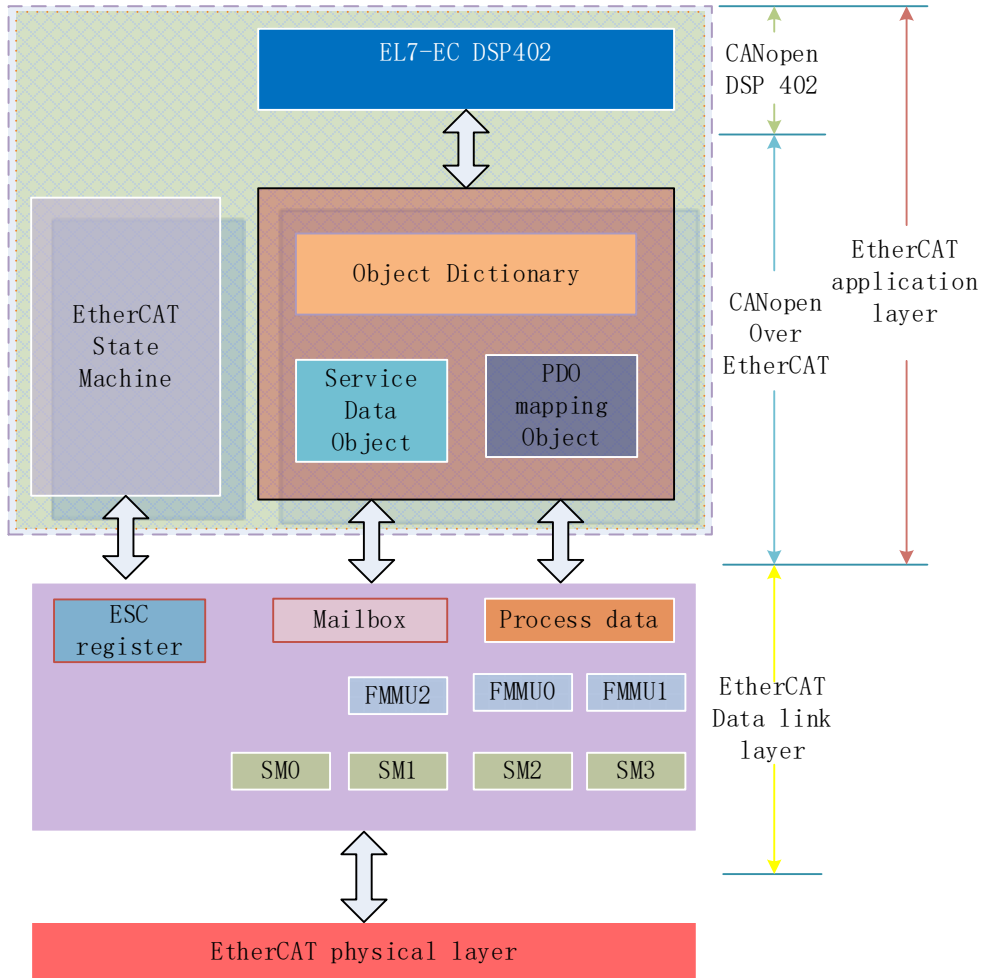 EL7-EC DSP402
CANopen
DSP 402
Object Dictionary
EtherCAT
State
Machine
Service
Data
Object
PDO
mapping
Object
CANopen
Over
EtherCAT
EtherCAT
application
layer
ESC
register
Mailbox
Process data
FMMU2
FMMU0
FMMU1
SM0
SM1
SM2
SM3
EtherCAT
Data link
layer
EtherCAT physical layer